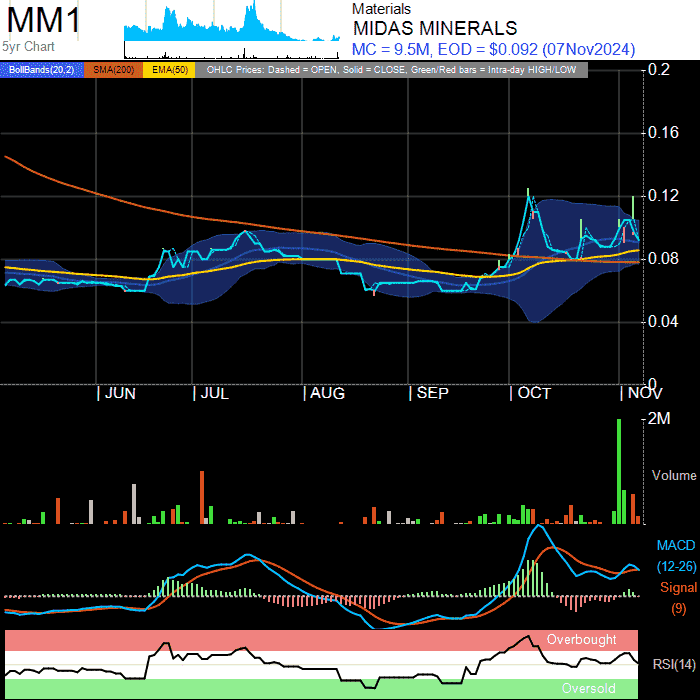 MM1
5yr Chart
Materials
MIDAS MINERALS
MC = 9.5M, EOD = $0.092 (07Nov2024)
BollBands(20,2) SMA(200) EMA(50) OHLC Prices: Dashed = OPEN, Solid = CLOSE, Green/Red bars = Intra-day HIGH/LOW
0.2
0.16
0.12
0.08
0.04
0
JUN JUL AUG SEP OCT NOV
2M
Volume
MACD
(12-26)
Signal
(9)
Overbought
RSI(14)
Oversold